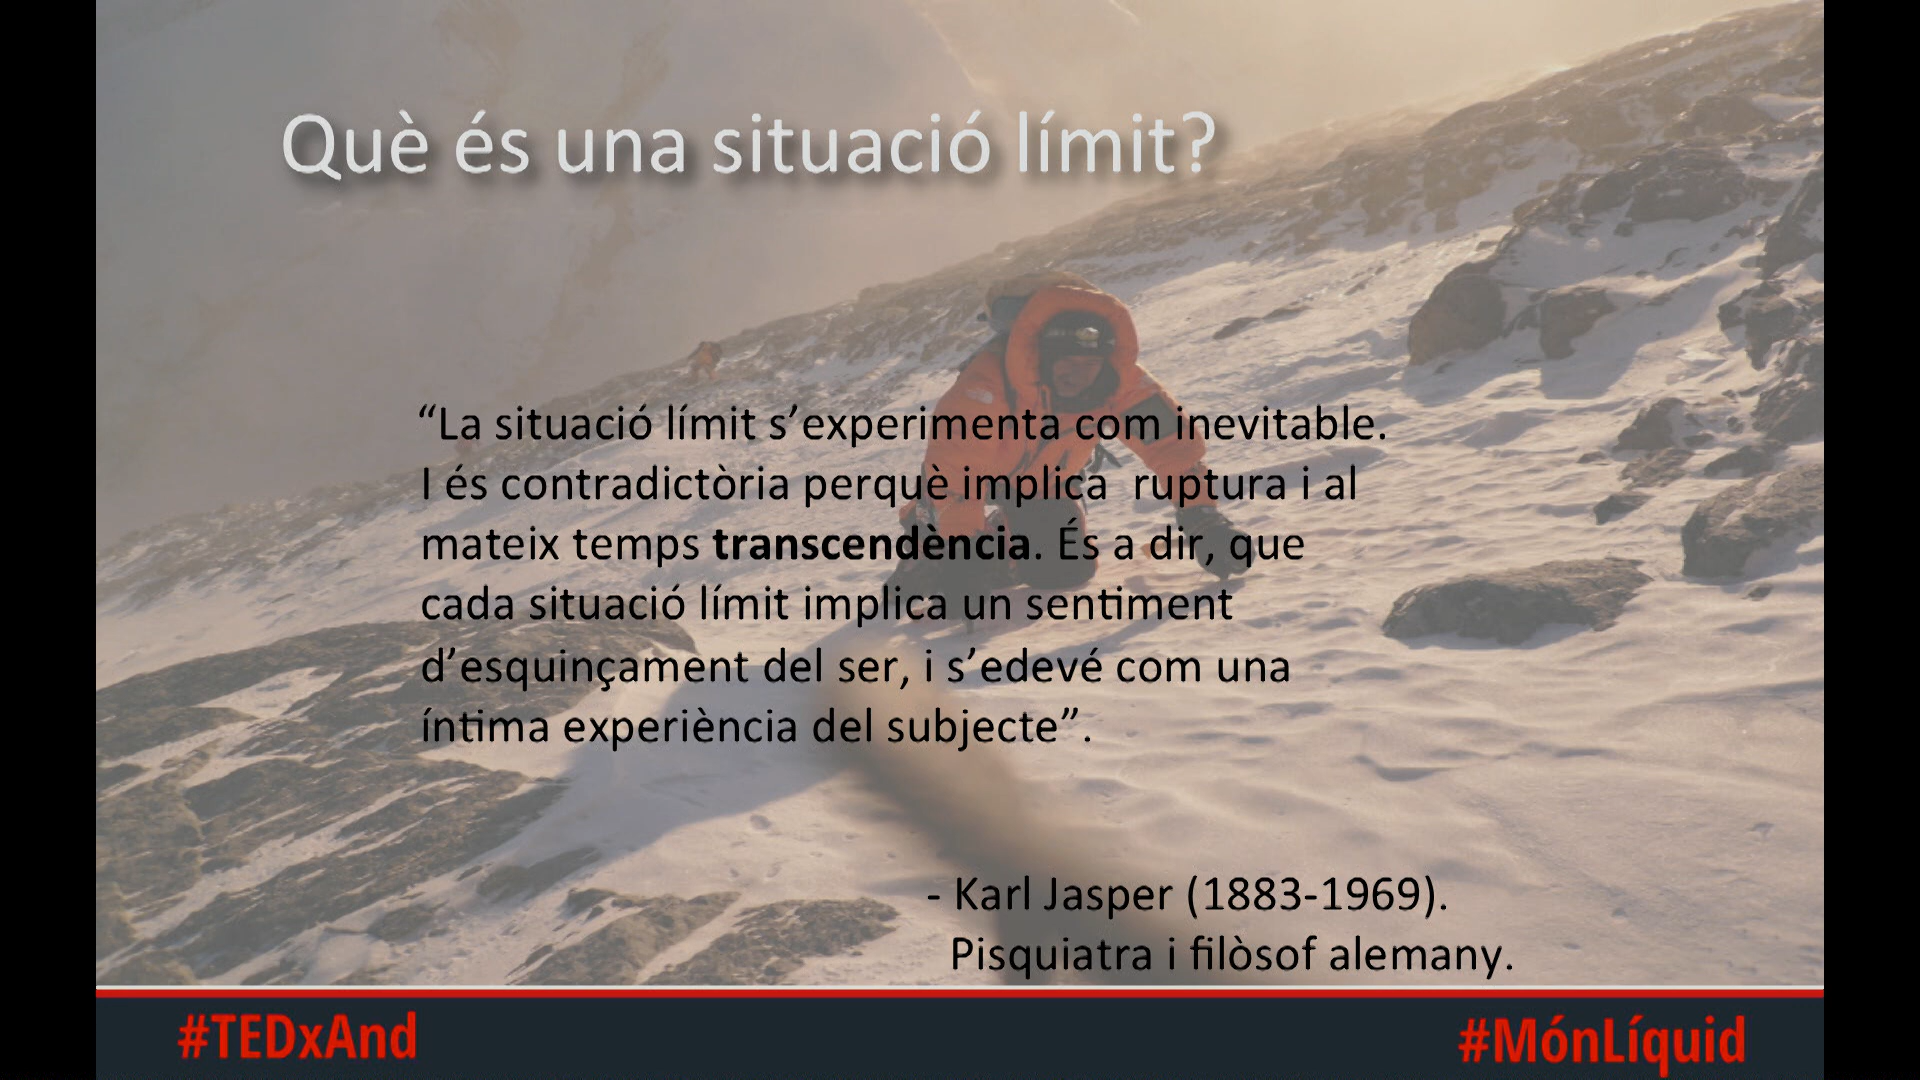 Què és una situació límit?
“La situació límit s’experimenta com inevitable.
I és contradictòria perquè implica ruptura i al
mateix temps transcendència. És a dir, que
cada situació límit implica un sentiment
d’esquinçament del ser, i s’edevé com una
íntima experiència del subjecte”.
- Karl Jasper (1883-1969).
Pisquiatra i filòsof alemany.
#TEDxAnd
#MónLíquid